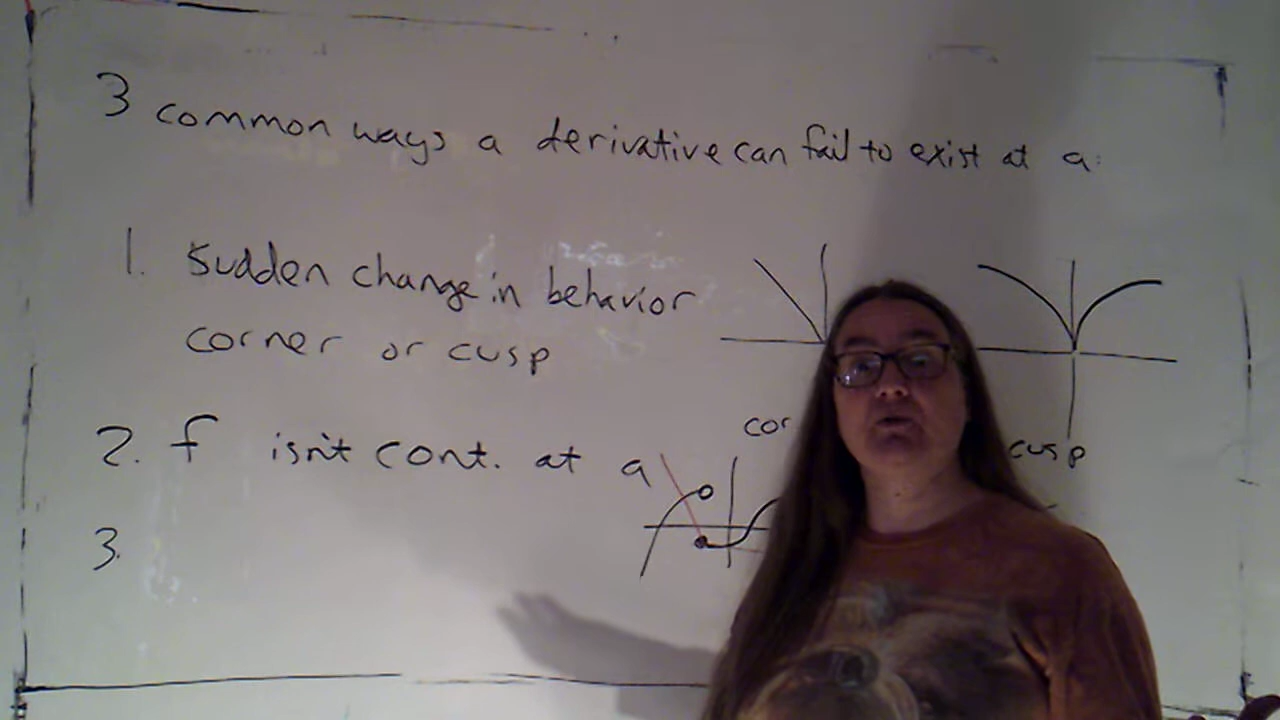 3 common ways a derivative can fail to exist at a:
1. Sudden change in behavior
corner or cusp
cor
cusp
2. f isn't cont. at a
3.